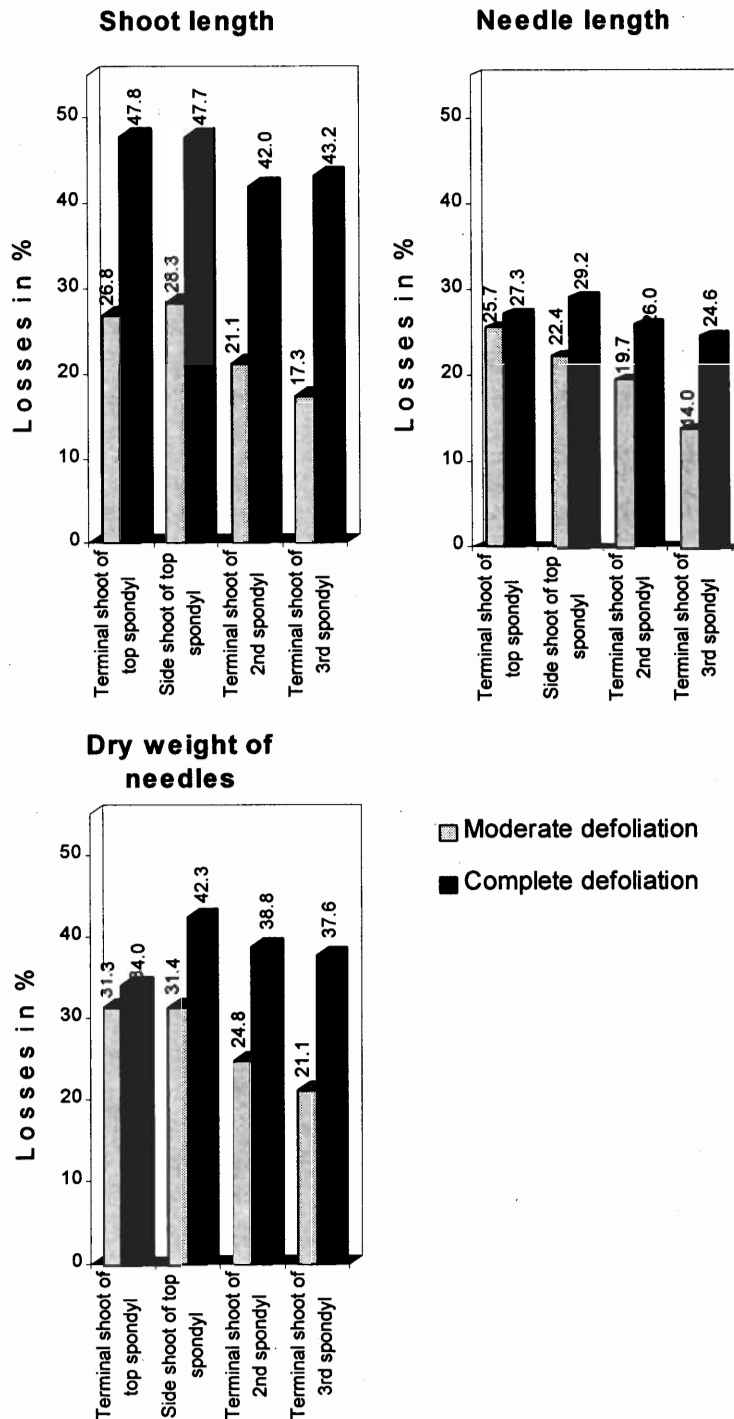 Shoot length
Losses in %
50
40
30
20
10
0
26.8
47.8
28.3
47.7
21.1
42.0
17.3
43.2
Terminal shoot of
top spondyl
Side shoot of top
spondyl
Terminal shoot of
2nd spondyl
Terminal shoot of
3rd spondyl
Needle length
Losses in %
50
40
30
20
10
0
25.7
27.3
22.4
29.2
19.7
26.0
14.0
24.6
Terminal shoot of
top spondyl
Side shoot of top
spondyl
Terminal shoot of
2nd spondyl
Terminal shoot of
3rd spondyl
Dry weight of
needles
Losses in %
50
40
30
20
10
0
31.3
34.0
31.4
42.3
24.8
38.8
21.1
37.6
Terminal shoot of
top spondyl
Side shoot of top
spondyl
Terminal shoot of
2nd spondyl
Terminal shoot of
3rd spondyl
Moderate defoliation
Complete defoliation